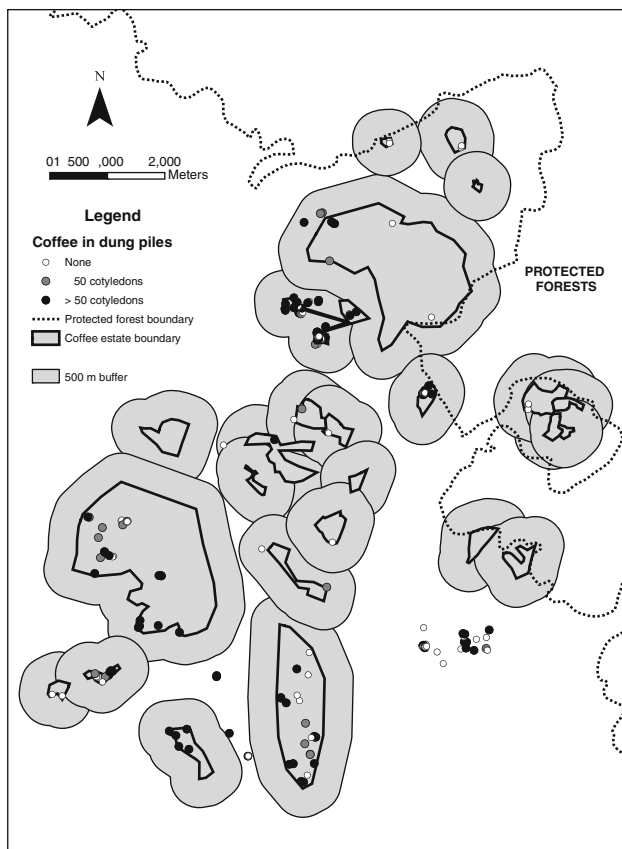 N
01 500 ,000 2,000
Meters
Legend
Coffee in dung piles
None
50 cotyledons
> 50 cotyledons
Protected forest boundary
Coffee estate boundary
500 m buffer
PROTECTED
FORESTS